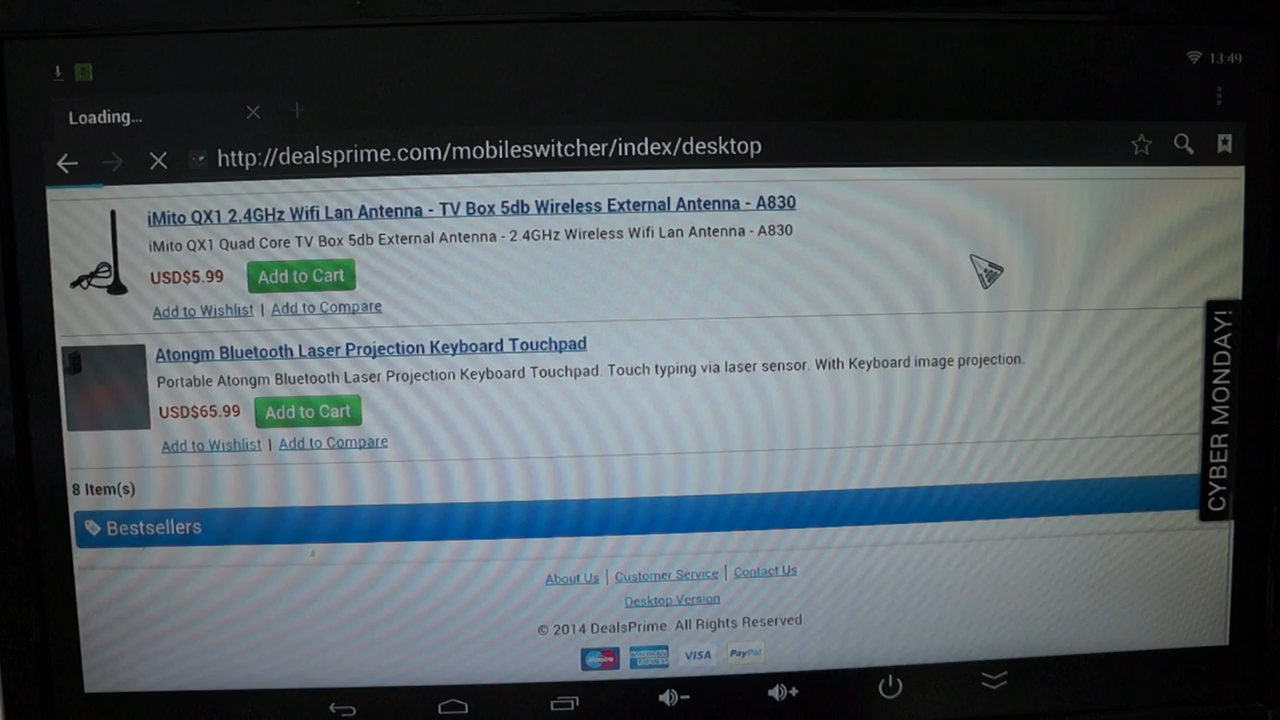 13:49
Loading...
http://dealsprime.com/mobileswitcher/index/desktop
iMito QX1 2.4GHz Wifi Lan Antenna - TV Box 5db Wireless External Antenna - A830
iMito QX1 Quad Core TV Box 5db External Antenna - 2.4GHz Wireless Wifi Lan Antenna - A830
USD$5.99 Add to Cart
Add to Wishlist | Add to Compare
Atongm Bluetooth Laser Projection Keyboard Touchpad
Portable Atongm Bluetooth Laser Projection Keyboard Touchpad. Touch typing via laser sensor. With Keyboard image projection.
USD$65.99 Add to Cart
Add to Wishlist | Add to Compare
CYBER MONDAY!
8 Item(s)
Bestsellers
About Us | Customer Service | Contact Us
Desktop Version
© 2014 DealsPrime. All Rights Reserved.
Maestro AMERICAN EXPRESS VISA PayPal